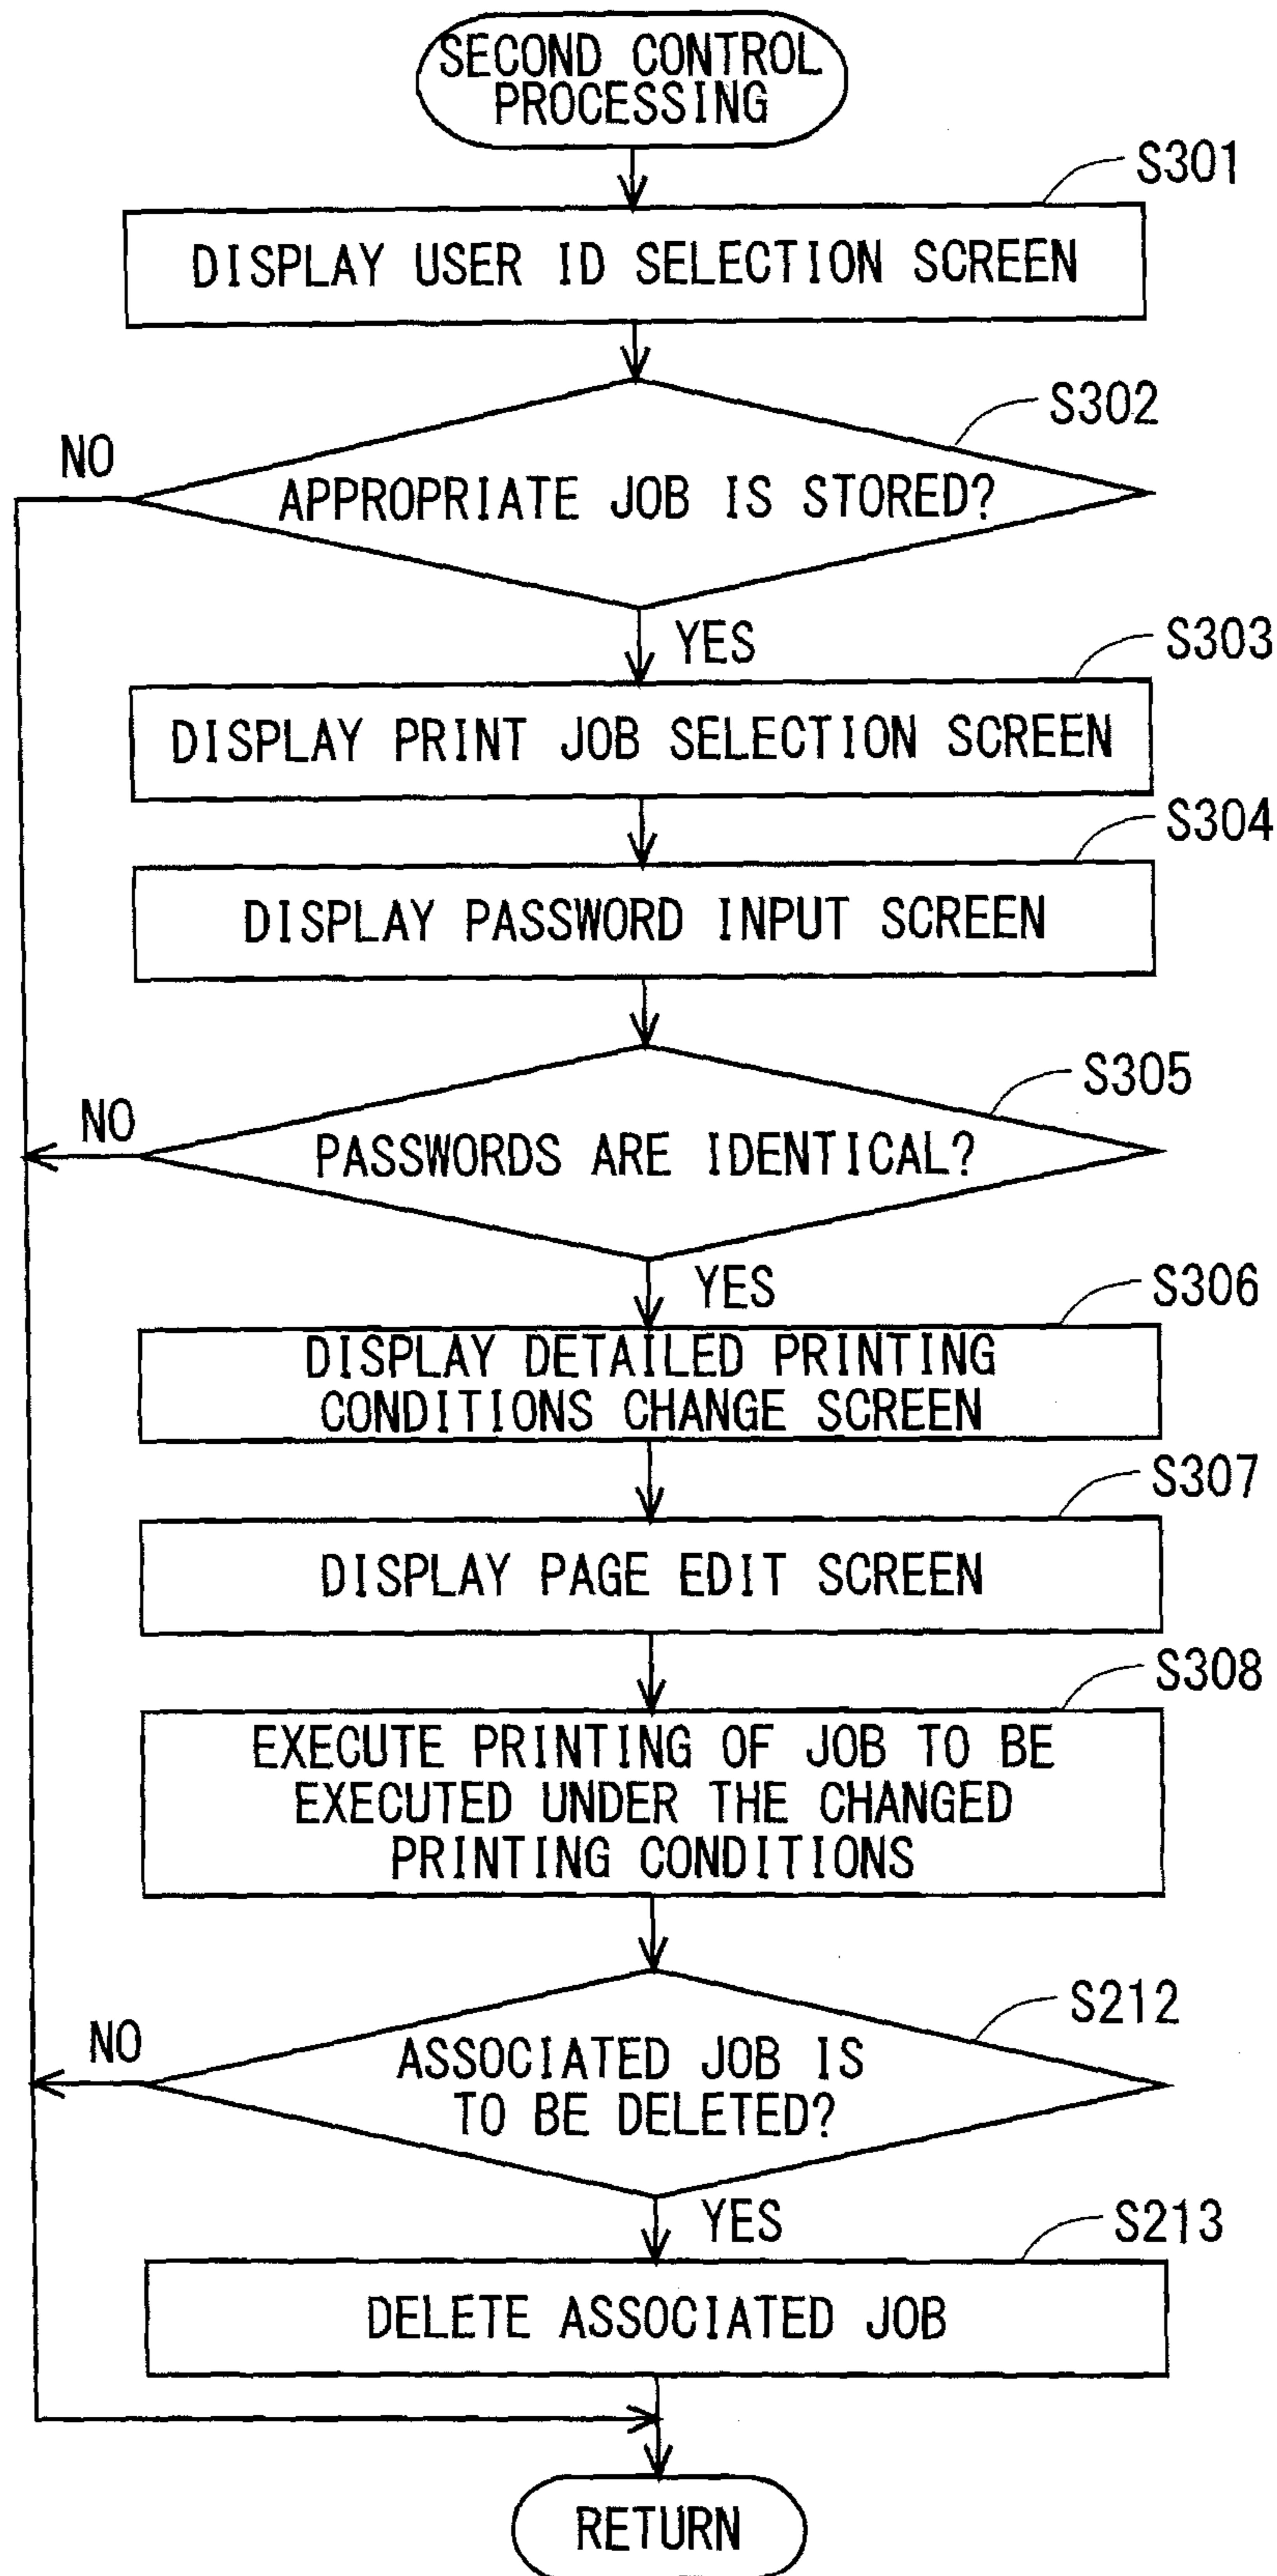 SECOND CONTROL
PROCESSING
S301
DISPLAY USER ID SELECTION SCREEN
S302
NO
APPROPRIATE JOB IS STORED?
YES
S303
DISPLAY PRINT JOB SELECTION SCREEN
S304
DISPLAY PASSWORD INPUT SCREEN
S305
NO
PASSWORDS ARE IDENTICAL?
YES
S306
DISPLAY DETAILED PRINTING
CONDITIONS CHANGE SCREEN
S307
DISPLAY PAGE EDIT SCREEN
S308
EXECUTE PRINTING OF JOB TO BE
EXECUTED UNDER THE CHANGED
PRINTING CONDITIONS
S212
NO
ASSOCIATED JOB IS
TO BE DELETED?
YES
S213
DELETE ASSOCIATED JOB
RETURN